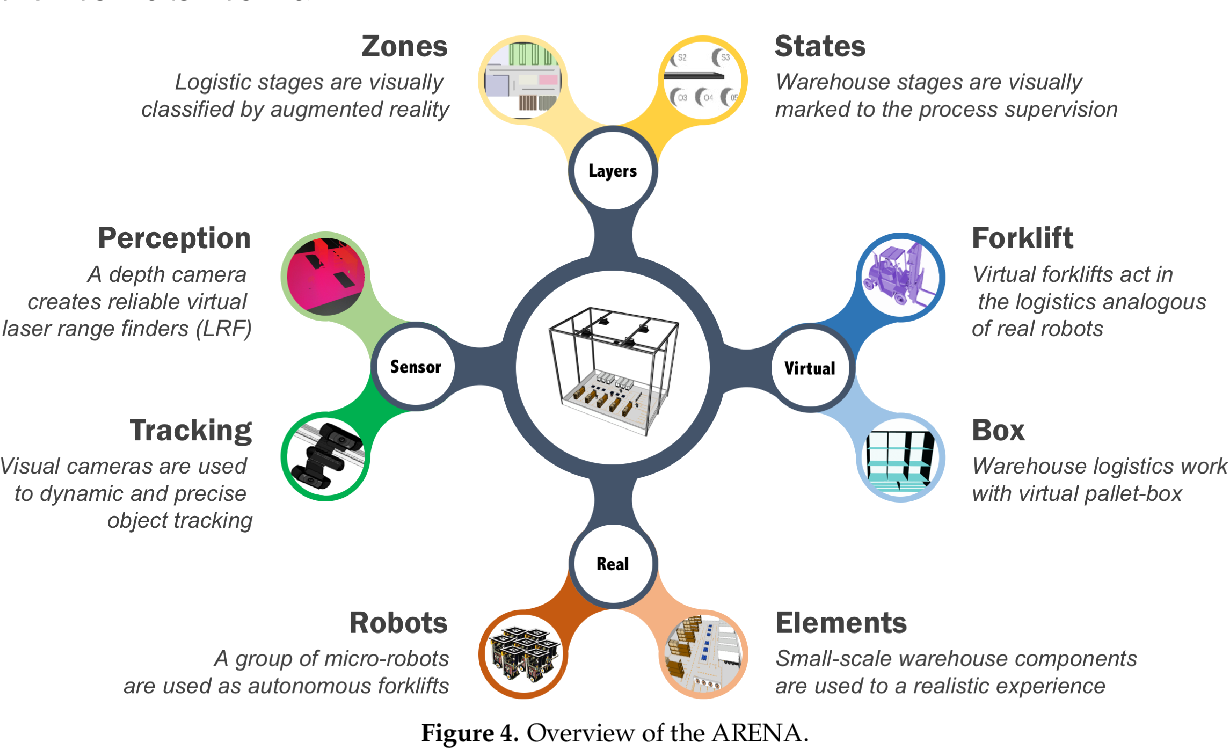 Zones
Logistic stages are visually
classified by augmented reality
States
Warehouse stages are visually
marked to the process supervision
S2
S3
03
04
05
Layers
Perception
A depth camera
creates reliable virtual
laser range finders (LRF)
Forklift
Virtual forklifts act in
the logistics analogous
of real robots
Sensor
Virtual
Tracking
Visual cameras are used
to dynamic and precise
object tracking
Box
Warehouse logistics work
with virtual pallet-box
Real
Robots
A group of micro-robots
are used as autonomous forklifts
Elements
Small-scale warehouse components
are used to a realistic experience
Figure 4. Overview of the ARENA.